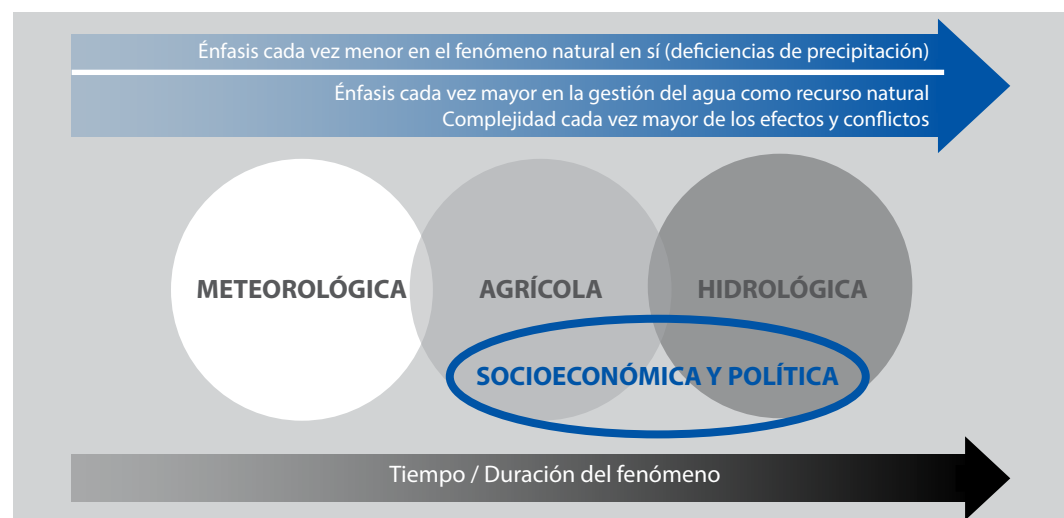 Énfasis cada vez menor en el fenómeno natural en sí (deficiencias de precipitación)
Énfasis cada vez mayor en la gestión del agua como recurso natural
Complejidad cada vez mayor de los efectos y conflictos
METEOROLÓGICA
AGRÍCOLA
HIDROLÓGICA
SOCIOECONÓMICA Y POLÍTICA
Tiempo / Duración del fenómeno